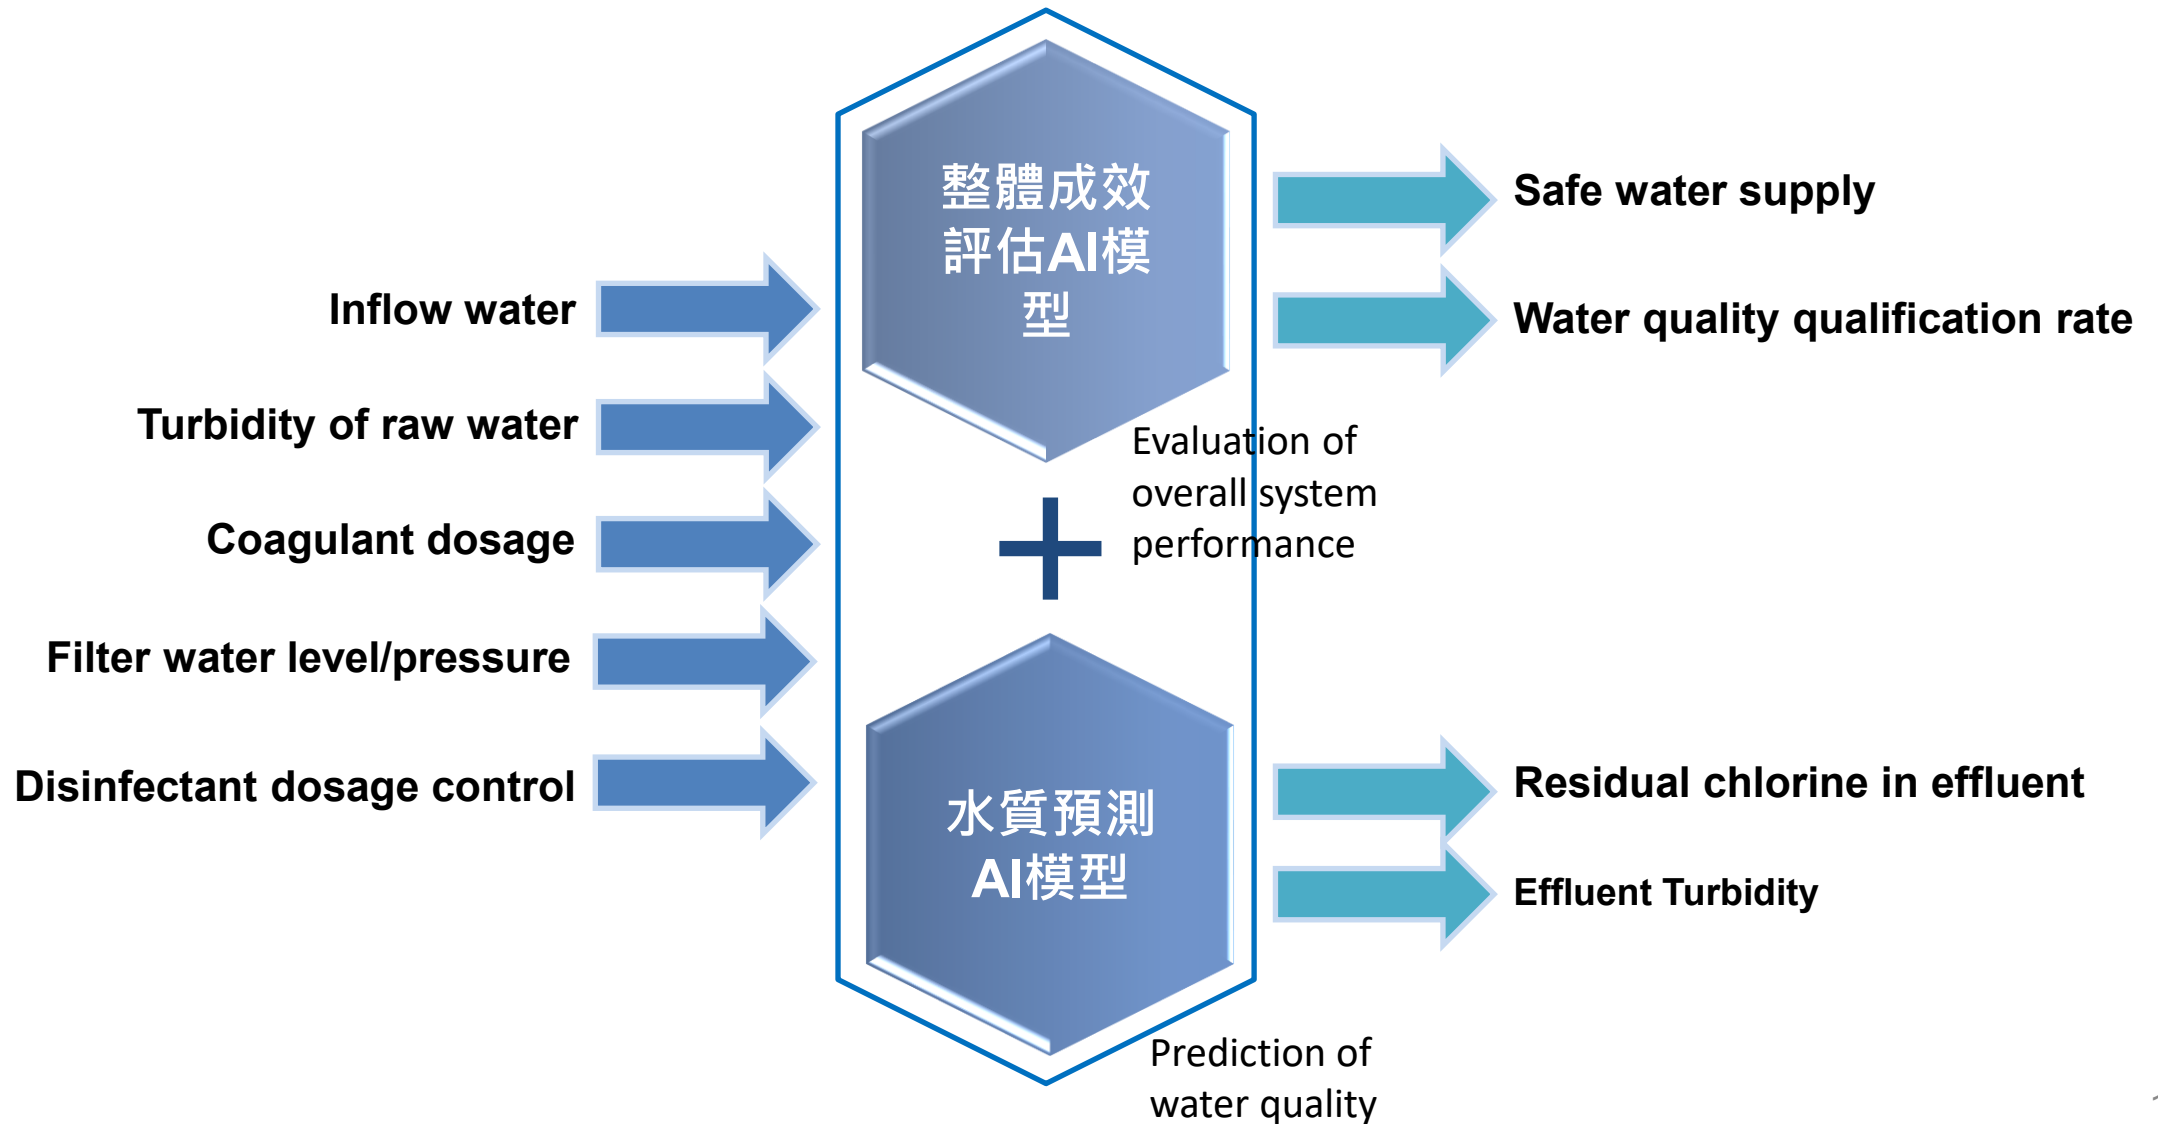 Inflow water
Turbidity of raw water
Coagulant dosage
Filter water level/pressure
Disinfectant dosage control
整體成效
評估AI模
型
Evaluation of
overall system
performance
水質預測
AI模型
Prediction of
water quality
Safe water supply
Water quality qualification rate
Residual chlorine in effluent
Effluent Turbidity